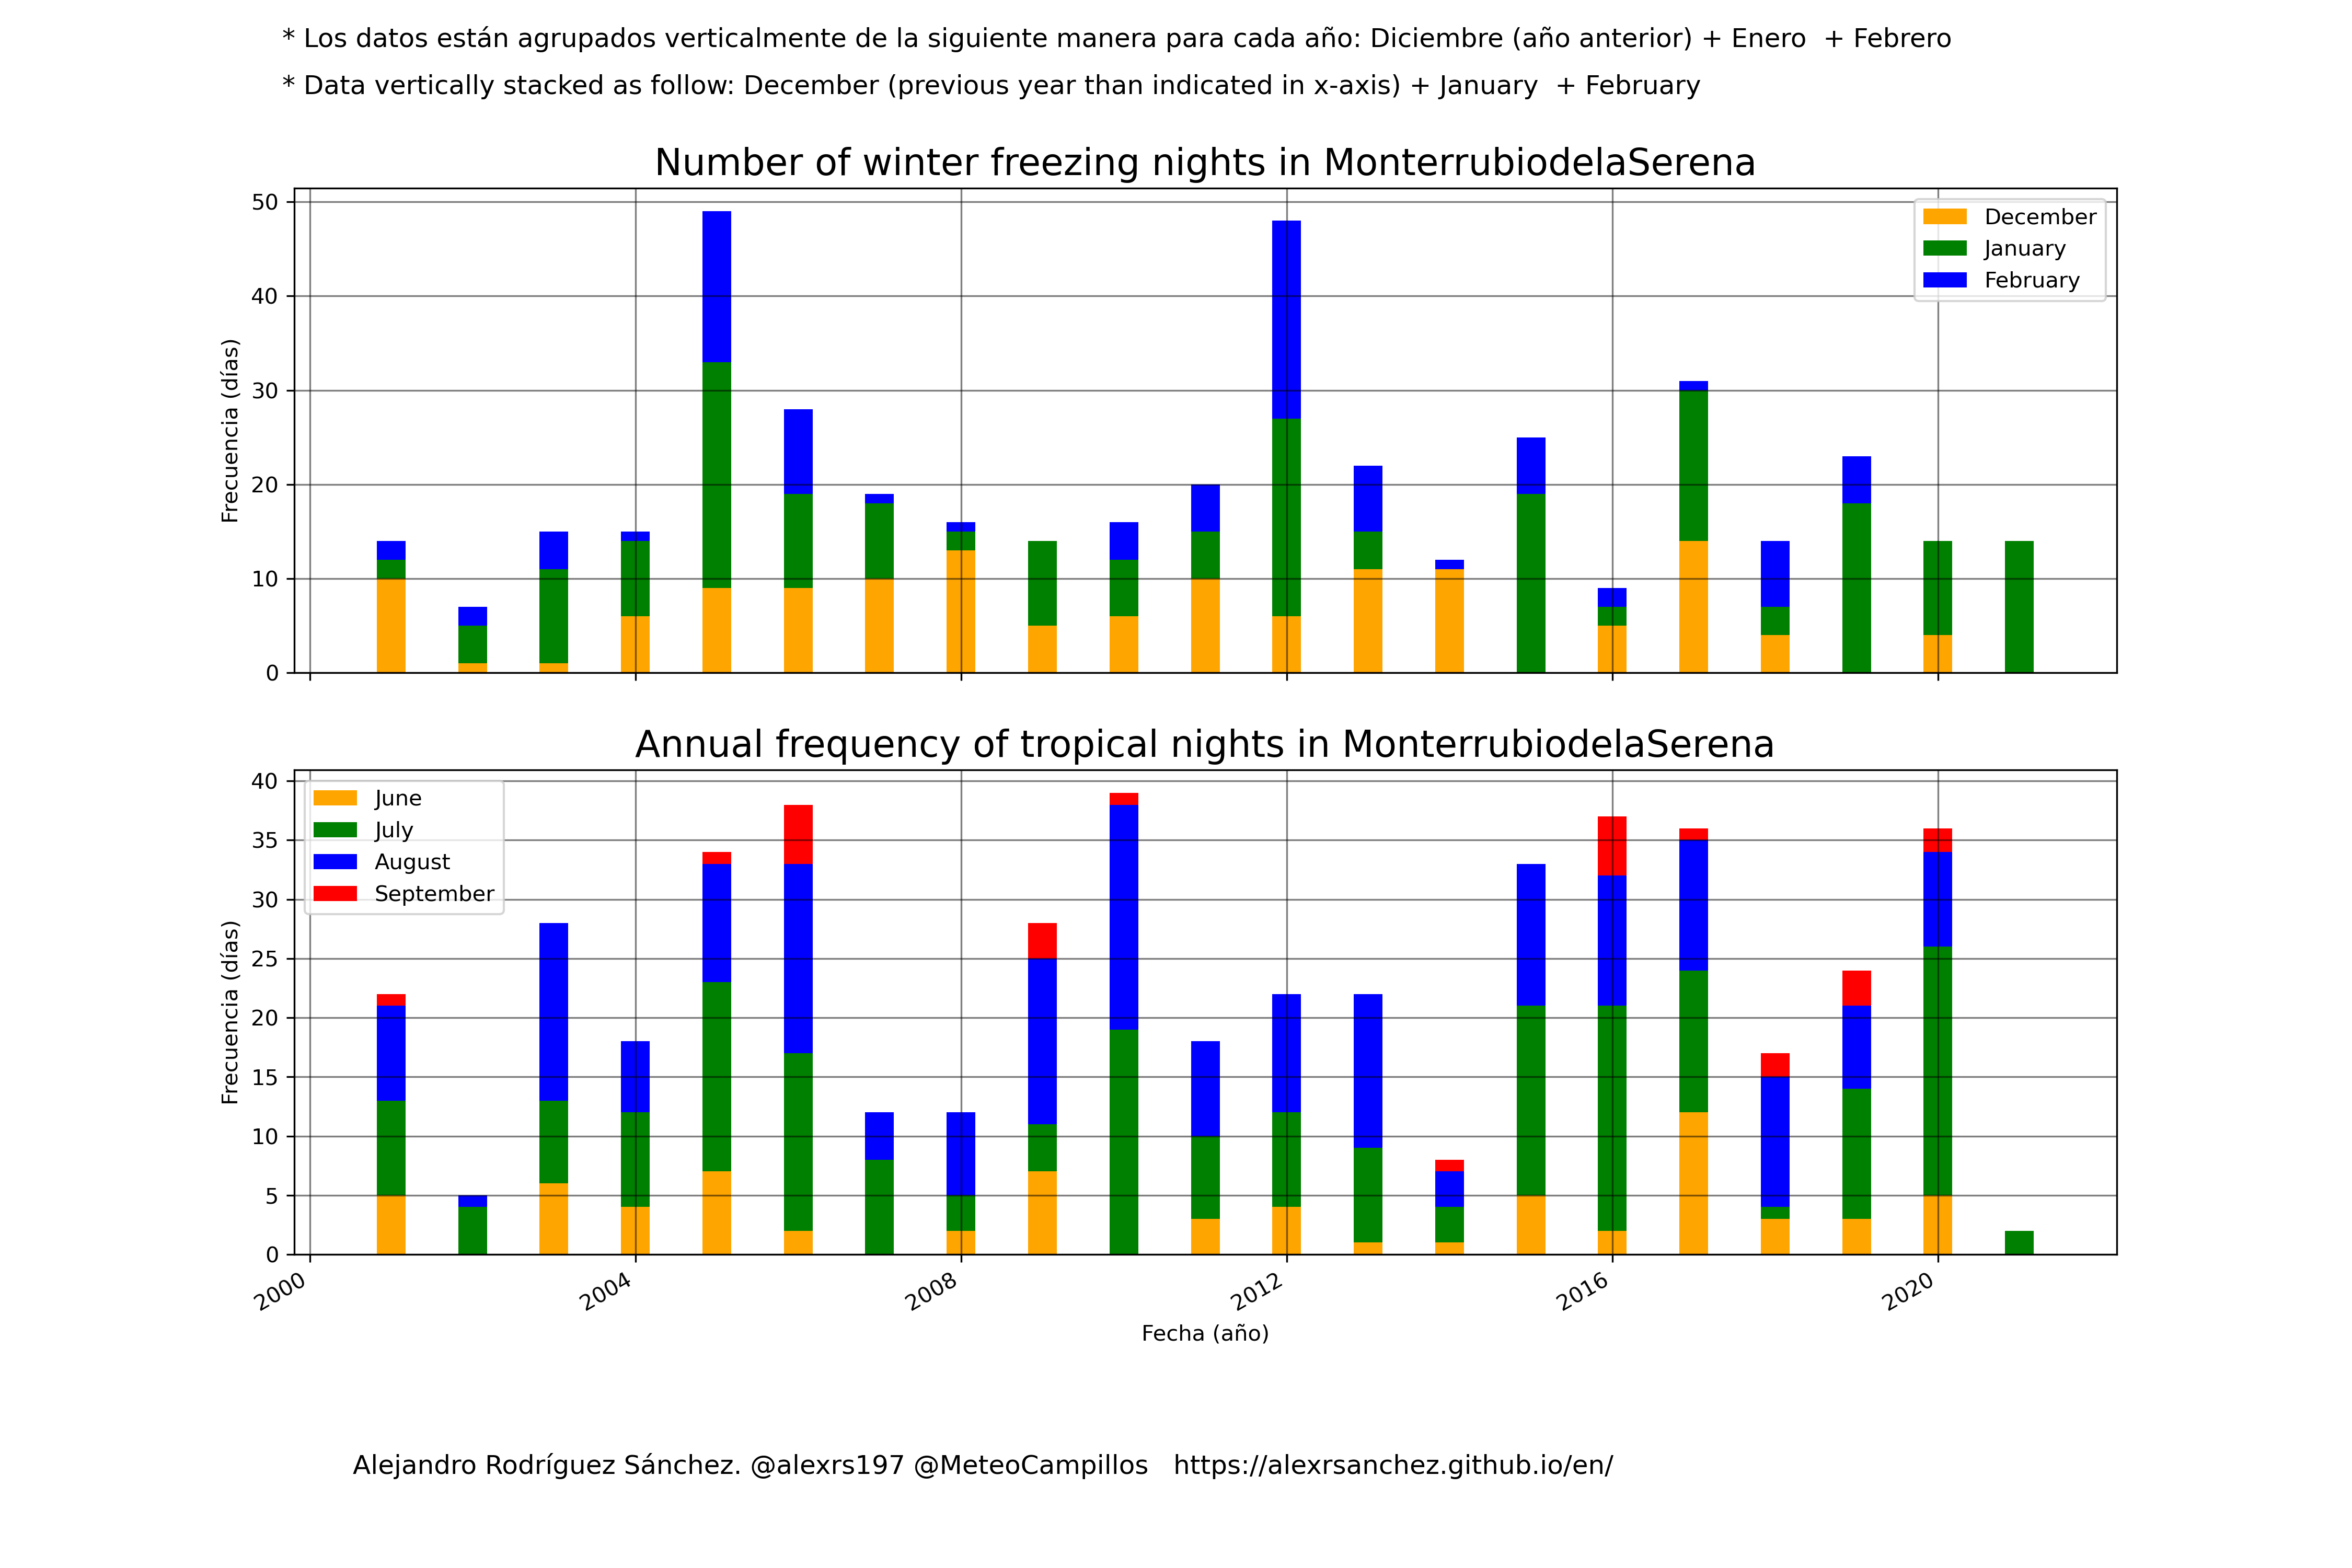 * Los datos están agrupados verticalmente de la siguiente manera para cada año: Diciembre (año anterior) + Enero  + Febrero
* Data vertically stacked as follow: December (previous year than indicated in x-axis) + January  + February
Number of winter freezing nights in MonterrubiodelaSerena
50
40
30
20
10
0
Frecuencia (días)
December
January
February
Annual frequency of tropical nights in MonterrubiodelaSerena
40
35
30
25
20
15
10
5
0
Frecuencia (días)
June
July
August
September
2000
2004
2008
2012
2016
2020
Fecha (año)
Alejandro Rodríguez Sánchez. @alexrs197 @MeteoCampillos   https://alexrsanchez.github.io/en/